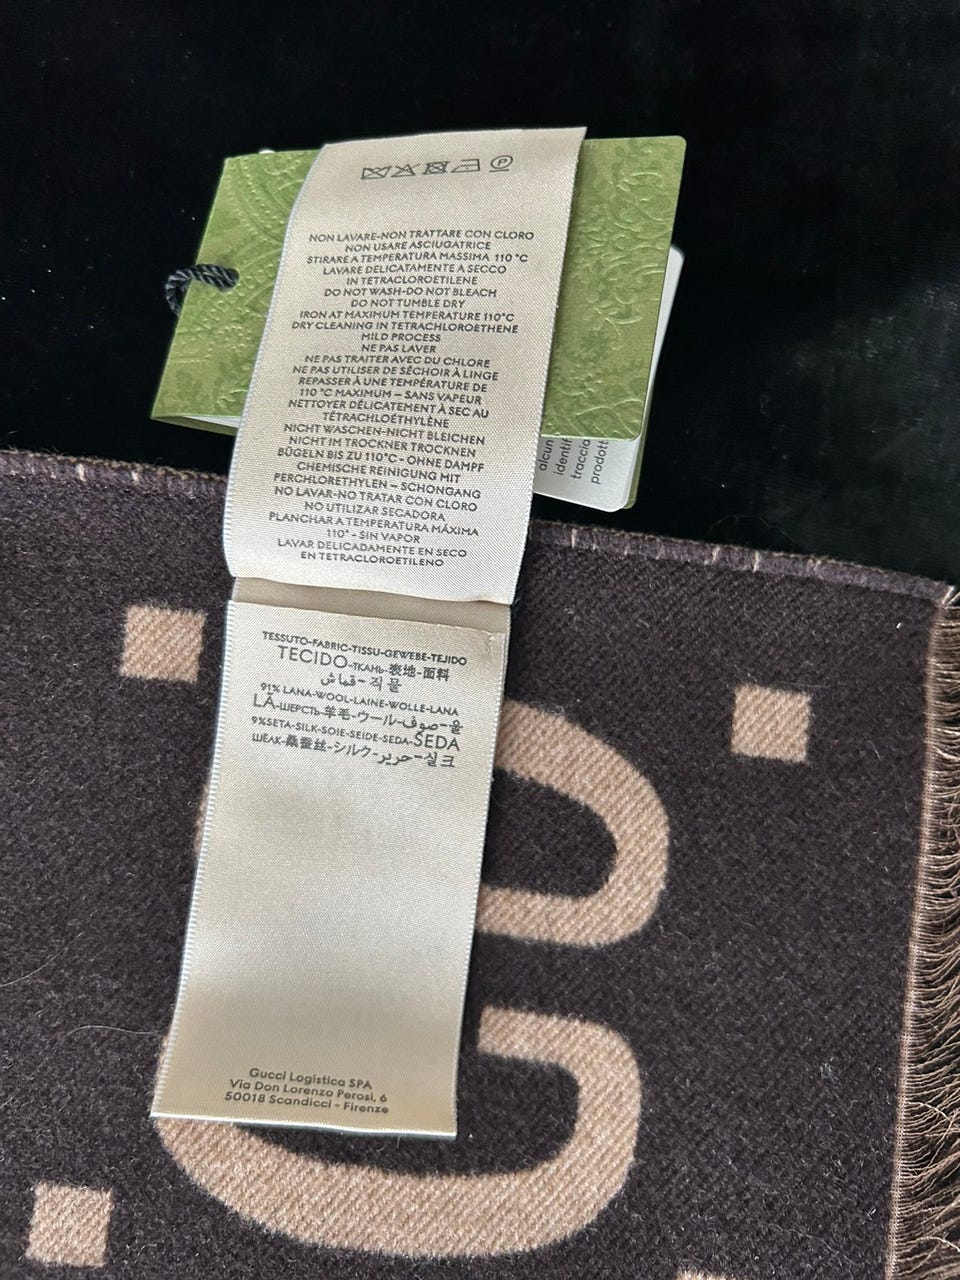 P
NON LAVARE-NON TRATTARE CON CLORO
NON USARE ASCIUGATRICE
STIRARE A TEMPERATURA MASSIMA 110 °C
LAVARE DELICATAMENTE A SECCO
IN TETRACLOROETILENE
DO NOT WASH-DO NOT BLEACH
DO NOT TUMBLE DRY
IRON AT MAXIMUM TEMPERATURE 110°C
DRY CLEANING IN TETRACHLOROETHENE
MILD PROCESS
NE PAS LAVER
NE PAS TRAITER AVEC DU CHLORE
NE PAS UTILISER DE SÉCHOIR À LINGE
REPASSER À UNE TEMPÉRATURE DE
110 °C MAXIMUM – SANS VAPEUR
NETTOYER DÉLICATEMENT À SEC AU
TÉTRACHLOÉTHYLÈNE
NICHT WASCHEN-NICHT BLEICHEN
NICHT IM TROCKNER TROCKNEN
BÜGELN BIS ZU 110°C - OHNE DAMPF
CHEMISCHE REINIGUNG MIT
PERCHLORETHYLEN – SCHONGANG
NO LAVAR-NO TRATAR CON CLORO
NO UTILIZAR SECADORA
PLANCHAR A TEMPERATURA MÁXIMA
110° - SIN VAPOR
LAVAR DELICADAMENTE EN SECO
EN TETRACLOROETILENO
alcun
identif
traccia
prodott
TESSUTO-FABRIC-TISSU-GEWEBE-TEJIDO
TECIDO-ТКАНЬ-表地-面料
قماش-직물
91% LANA-WOOL-LAINE-WOLLE-LANA
LÃ-ШЕРСТЬ-羊毛-ウール-صوف-울
9%SETA-SILK-SOIE-SEIDE-SEDA-SEDA
ШЕЛК-桑蚕丝-シルク-حرير-실크
Gucci Logistica SPA
Via Don Lorenzo Perosi, 6
50018 Scandicci - Firenze